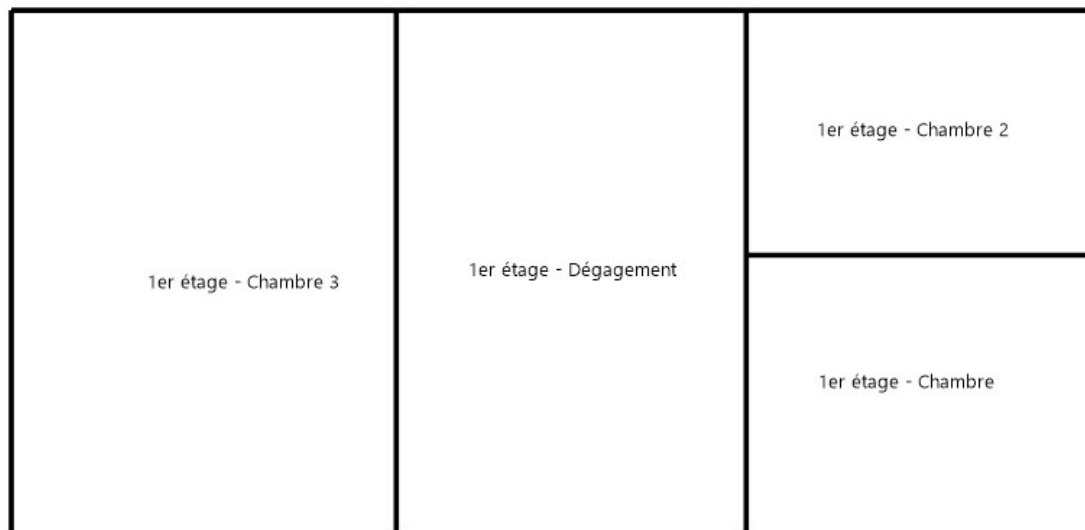 1er étage - Chambre 2
1er étage - Dégagement
1er étage - Chambre 3
1er étage - Chambre